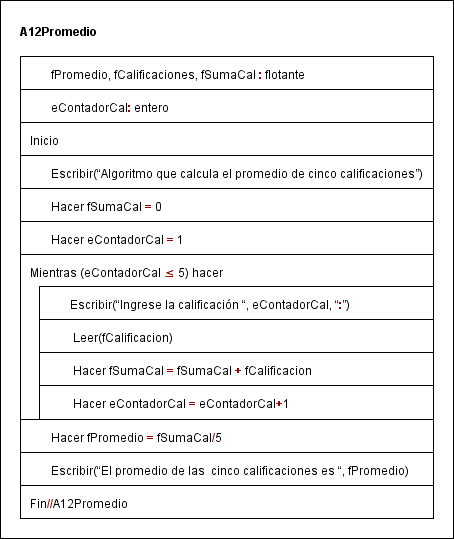 A12Promedio
fPromedio, fCalificaciones, fSumaCal : flotante
eContadorCal: entero
Inicio
Escribir(“Algoritmo que calcula el promedio de cinco calificaciones”)
Hacer fSumaCal = 0
Hacer eContadorCal = 1
Mientras (eContadorCal ≤ 5) hacer
Escribir(“Ingrese la calificación “, eContadorCal, “:”)
Leer(fCalificacion)
Hacer fSumaCal = fSumaCal + fCalificacion
Hacer eContadorCal = eContadorCal+1
Hacer fPromedio = fSumaCal/5
Escribir(“El promedio de las  cinco calificaciones es “, fPromedio)
Fin//A12Promedio